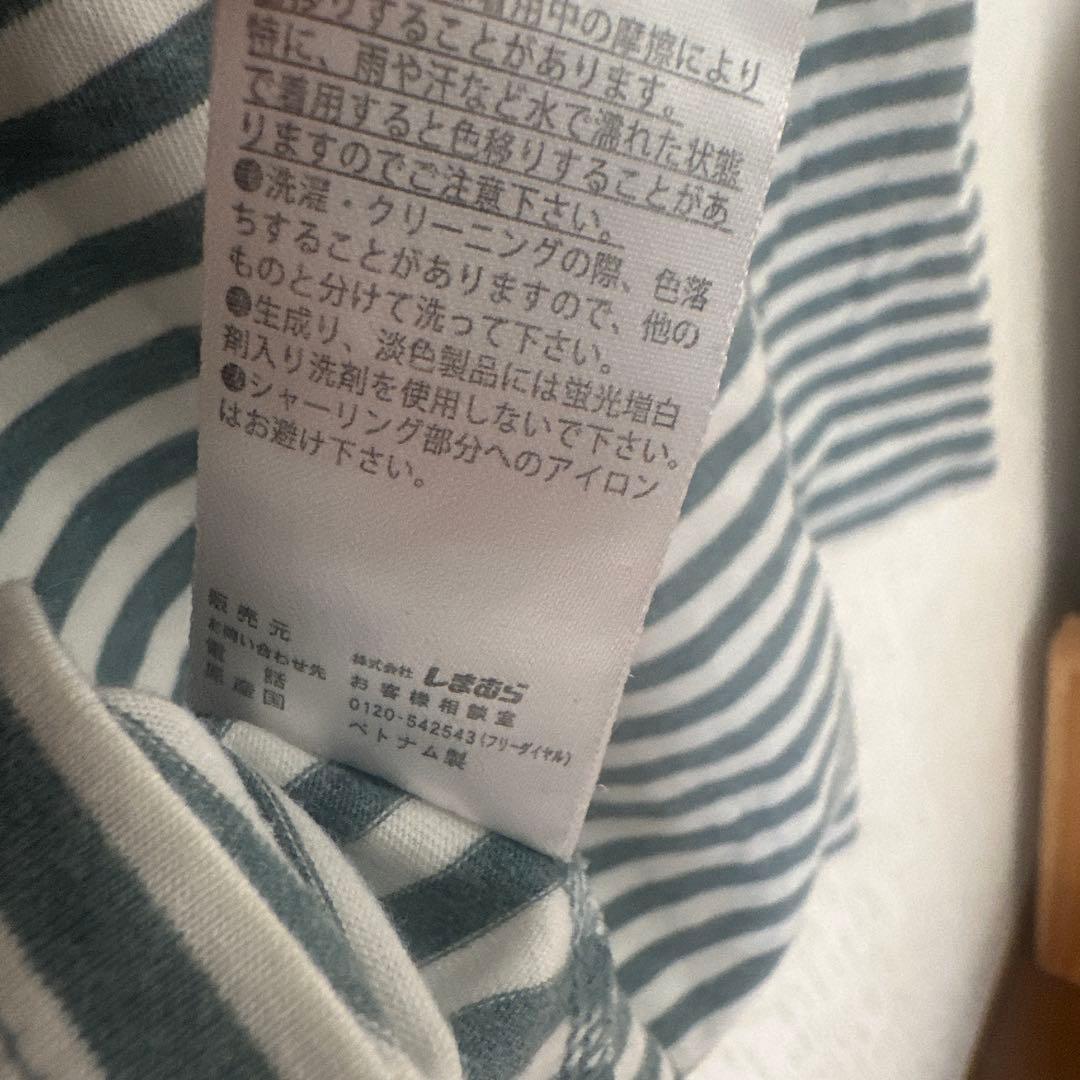 着用中の摩擦により
移りすることがあります。
特に、雨や汗など水で濡れた状態
で着用すると色移りすることがあ
りますのでご注意下さい。
●洗濯・クリーニングの際、色落
ちすることがありますので、他の
ものと分けて洗って下さい。
●生成り、淡色製品には蛍光増白
剤入り洗剤を使用しないで下さい。
●シャーリング部分へのアイロン
はお避け下さい。
販売元 株式会社 しまむら
お問い合わせ先 お客様相談室
電話 0120-542543(フリーダイヤル)
原産国 ベトナム製